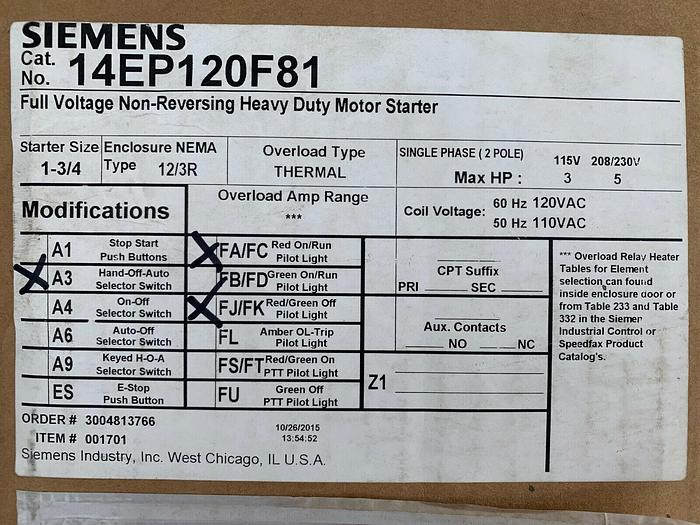 SIEMENS
Cat. No. 14EP120F81
Full Voltage Non-Reversing Heavy Duty Motor Starter
Starter Size 1-3/4
Enclosure NEMA Type 12/3R
Overload Type
THERMAL
SINGLE PHASE ( 2 POLE) 115V 208/230V
Max HP : 3 5
Modifications
Overload Amp Range
***
Coil Voltage: 60 Hz 120VAC
50 Hz 110VAC
A1 Stop Start Push Buttons
X A3 Hand-Off-Auto Selector Switch
A4 On-Off Selector Switch
A6 Auto-Off Selector Switch
A9 Keyed H-O-A Selector Switch
ES E-Stop Push Button
X FA/FC Red On/Run Pilot Light
FB/FD Green On/Run Pilot Light
X FJ/FK Red/Green Off Pilot Light
FL Amber OL-Trip Pilot Light
FS/FT Red/Green On PTT Pilot Light
FU Green Off PTT Pilot Light
CPT Suffix
PRI SEC
Aux. Contacts
NO NC
Z1
*** Overload Relay Heater
Tables for Element
selection can found
inside enclosure door or
from Table 233 and Table
332 in the Siemer
Industrial Control or
Speedfax Product
Catalog's.
ORDER # 3004813766
ITEM # 001701
10/26/2015
13:54:52
Siemens Industry, Inc. West Chicago, IL U.S.A.